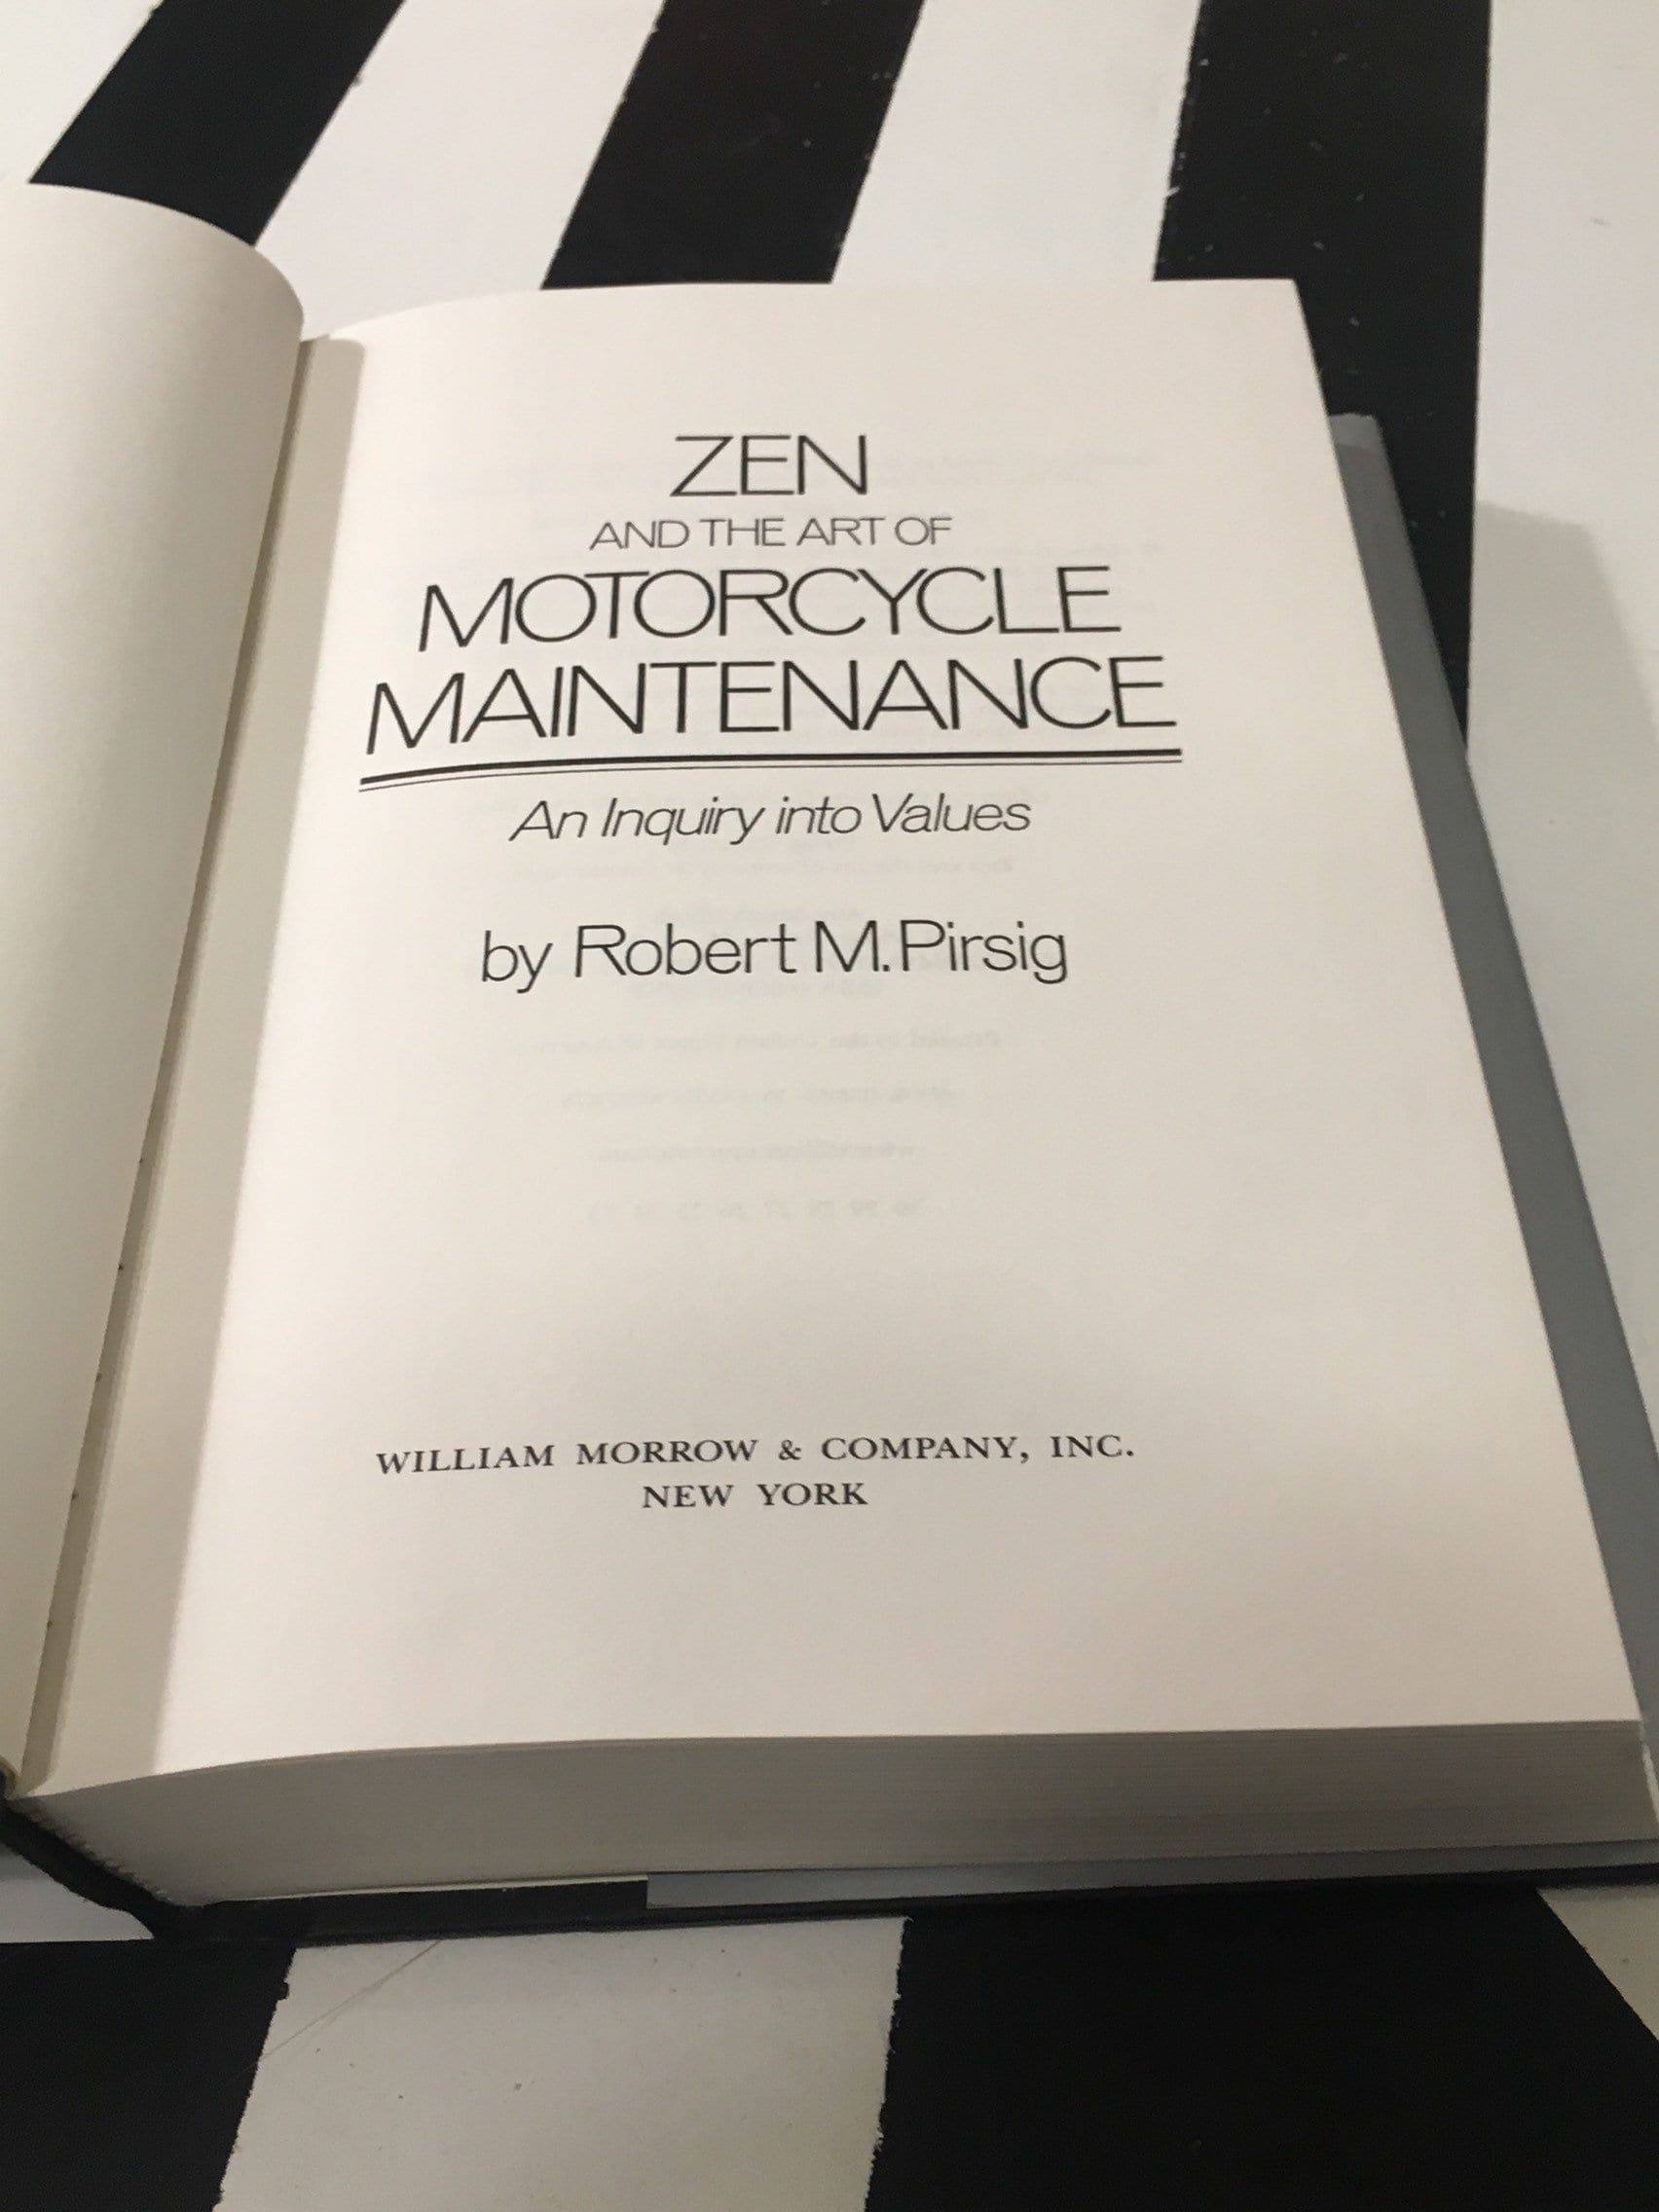 ZEN
AND THE ART OF
MOTORCYCLE
MAINTENANCE
An Inquiry into Values
by Robert M. Pirsig
WILLIAM MORROW & COMPANY, INC.
NEW YORK